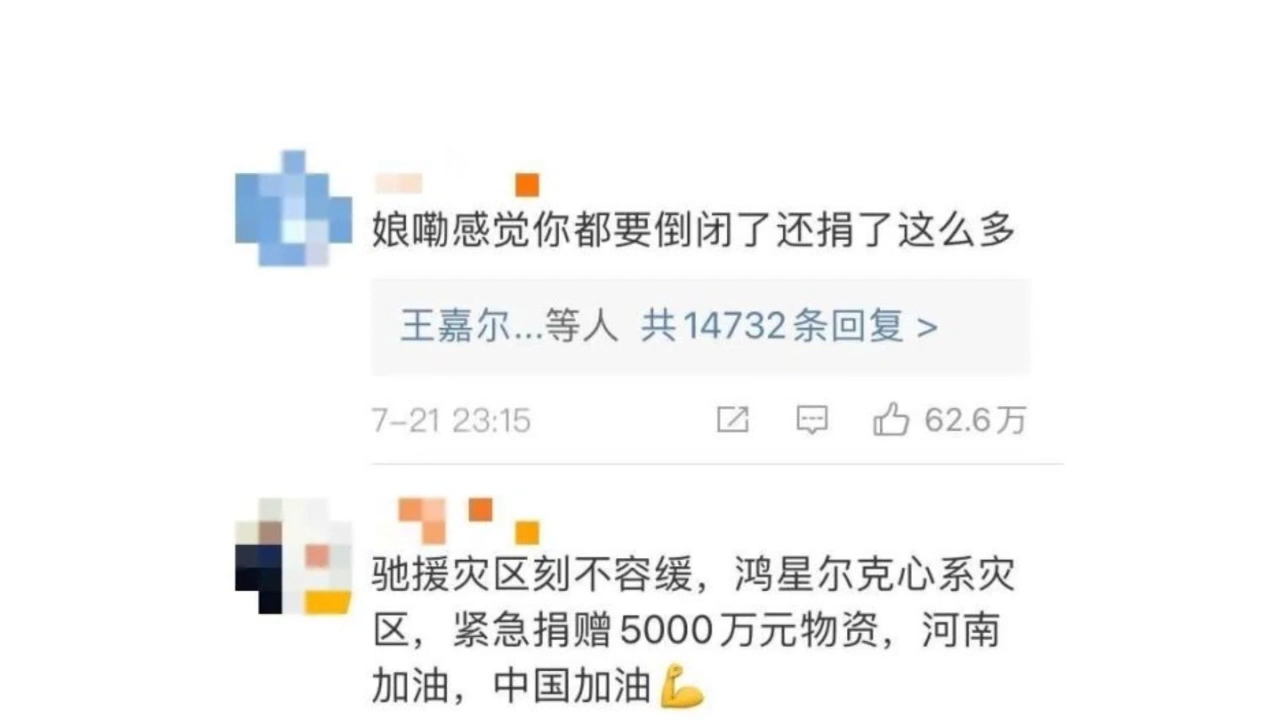 娘嘞感觉你都要倒闭了还捐了这么多
王嘉尔...等人 共14732条回复 >
7-21 23:15 62.6万
驰援灾区刻不容缓，鸿星尔克心系灾
区，紧急捐赠5000万元物资，河南
加油，中国加油💪